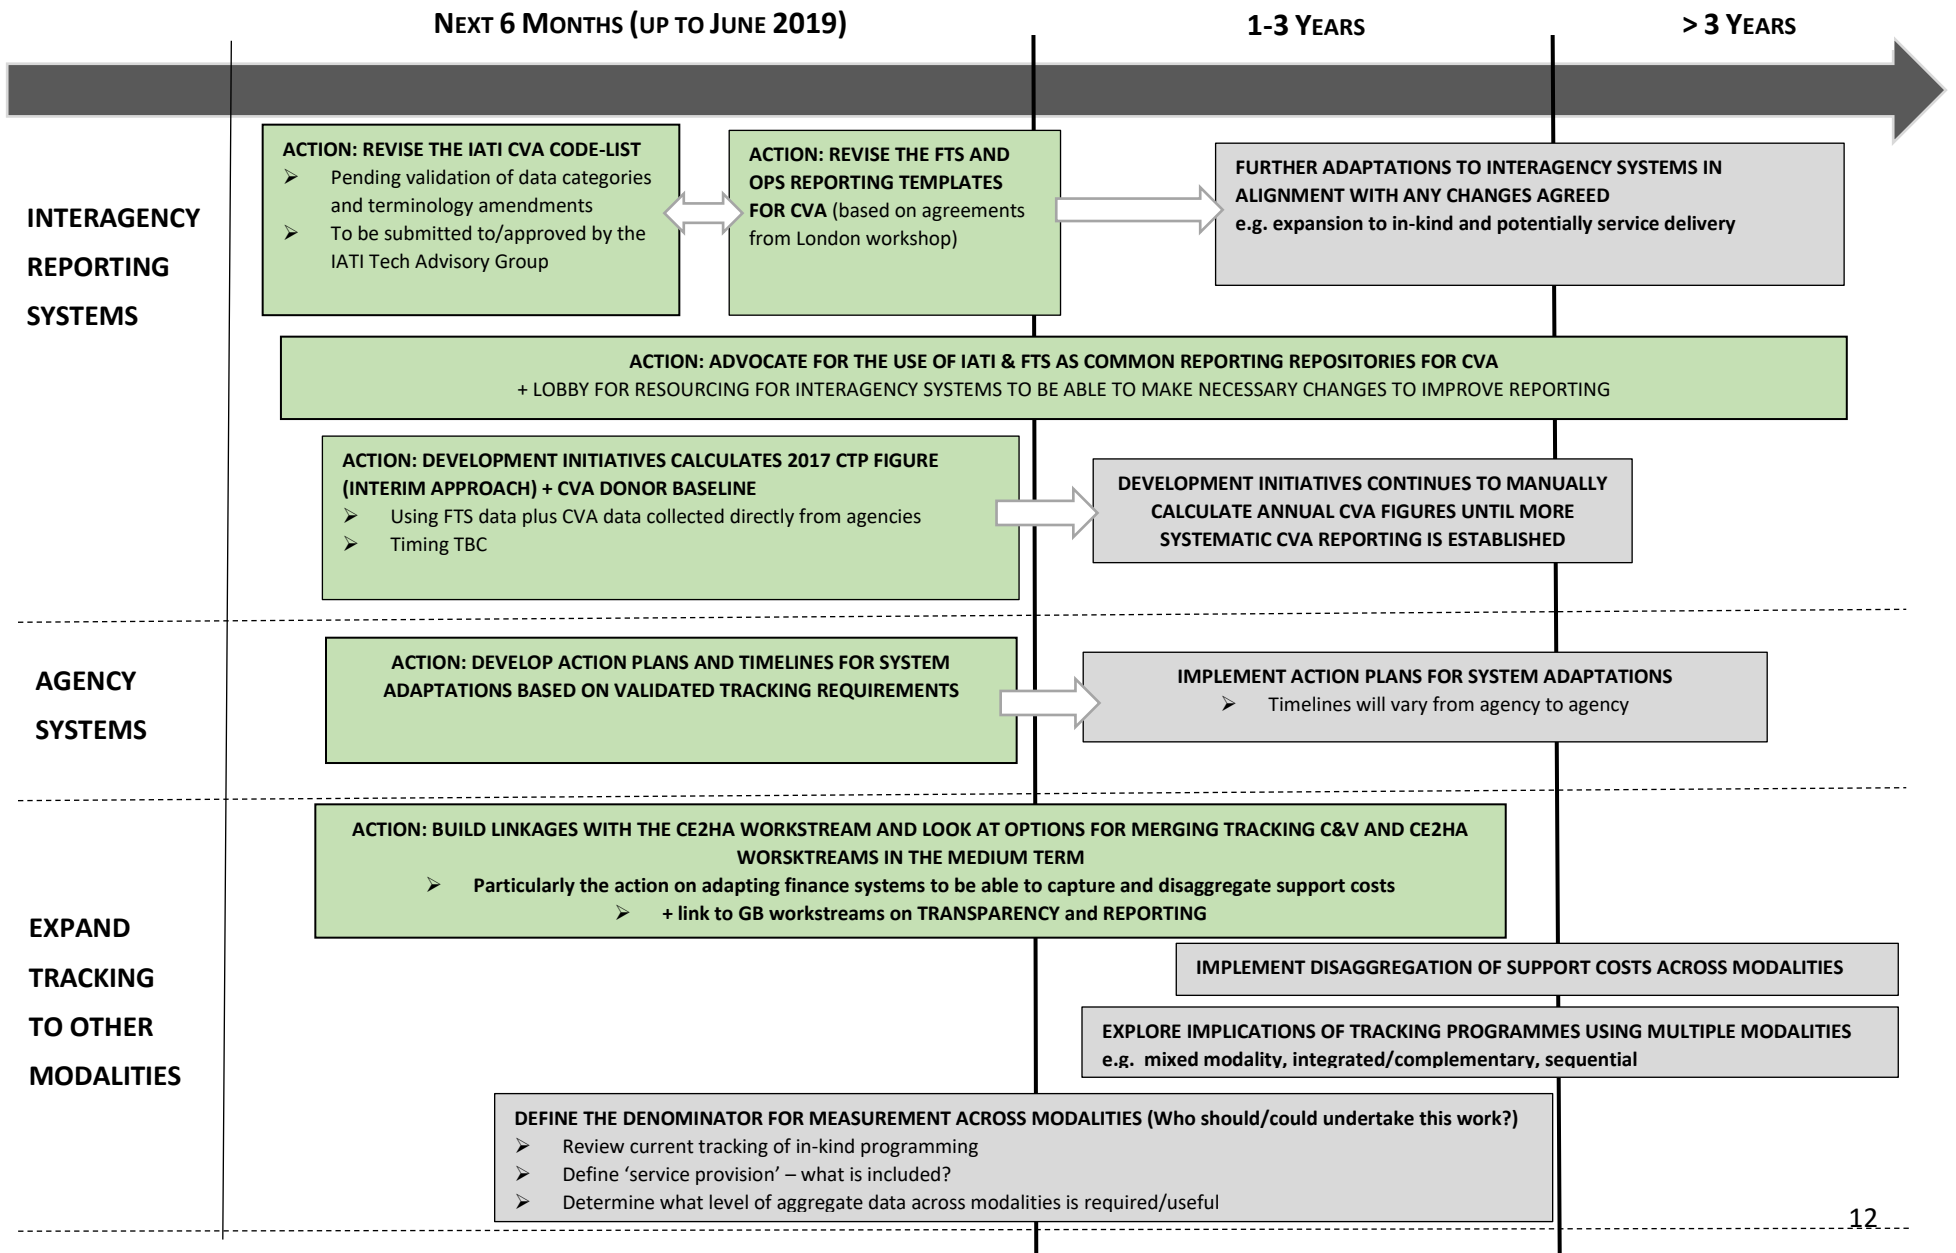 NEXT 6 MONTHS (UP TO JUNE 2019)
1-3 YEARS
> 3 YEARS
INTERAGENCY
REPORTING
SYSTEMS
ACTION: REVISE THE IATI CVA CODE-LIST
➢ Pending validation of data categories
and terminology amendments
➢ To be submitted to/approved by the
IATI Tech Advisory Group
ACTION: REVISE THE FTS AND
OPS REPORTING TEMPLATES
FOR CVA (based on agreements
from London workshop)
FURTHER ADAPTATIONS TO INTERAGENCY SYSTEMS IN
ALIGNMENT WITH ANY CHANGES AGREED
e.g. expansion to in-kind and potentially service delivery
ACTION: ADVOCATE FOR THE USE OF IATI & FTS AS COMMON REPORTING REPOSITORIES FOR CVA
+ LOBBY FOR RESOURCING FOR INTERAGENCY SYSTEMS TO BE ABLE TO MAKE NECESSARY CHANGES TO IMPROVE REPORTING
ACTION: DEVELOPMENT INITIATIVES CALCULATES 2017 CTP FIGURE
(INTERIM APPROACH) + CVA DONOR BASELINE
➢ Using FTS data plus CVA data collected directly from agencies
➢ Timing TBC
DEVELOPMENT INITIATIVES CONTINUES TO MANUALLY
CALCULATE ANNUAL CVA FIGURES UNTIL MORE
SYSTEMATIC CVA REPORTING IS ESTABLISHED
AGENCY
SYSTEMS
ACTION: DEVELOP ACTION PLANS AND TIMELINES FOR SYSTEM
ADAPTATIONS BASED ON VALIDATED TRACKING REQUIREMENTS
IMPLEMENT ACTION PLANS FOR SYSTEM ADAPTATIONS
➢ Timelines will vary from agency to agency
EXPAND
TRACKING
TO OTHER
MODALITIES
ACTION: BUILD LINKAGES WITH THE CE2HA WORKSTREAM AND LOOK AT OPTIONS FOR MERGING TRACKING C&V AND CE2HA
WORSKTREAMS IN THE MEDIUM TERM
➢ Particularly the action on adapting finance systems to be able to capture and disaggregate support costs
➢ + link to GB workstreams on TRANSPARENCY and REPORTING
IMPLEMENT DISAGGREGATION OF SUPPORT COSTS ACROSS MODALITIES
EXPLORE IMPLICATIONS OF TRACKING PROGRAMMES USING MULTIPLE MODALITIES
e.g. mixed modality, integrated/complementary, sequential
DEFINE THE DENOMINATOR FOR MEASUREMENT ACROSS MODALITIES (Who should/could undertake this work?)
➢ Review current tracking of in-kind programming
➢ Define ‘service provision’ – what is included?
➢ Determine what level of aggregate data across modalities is required/useful
12